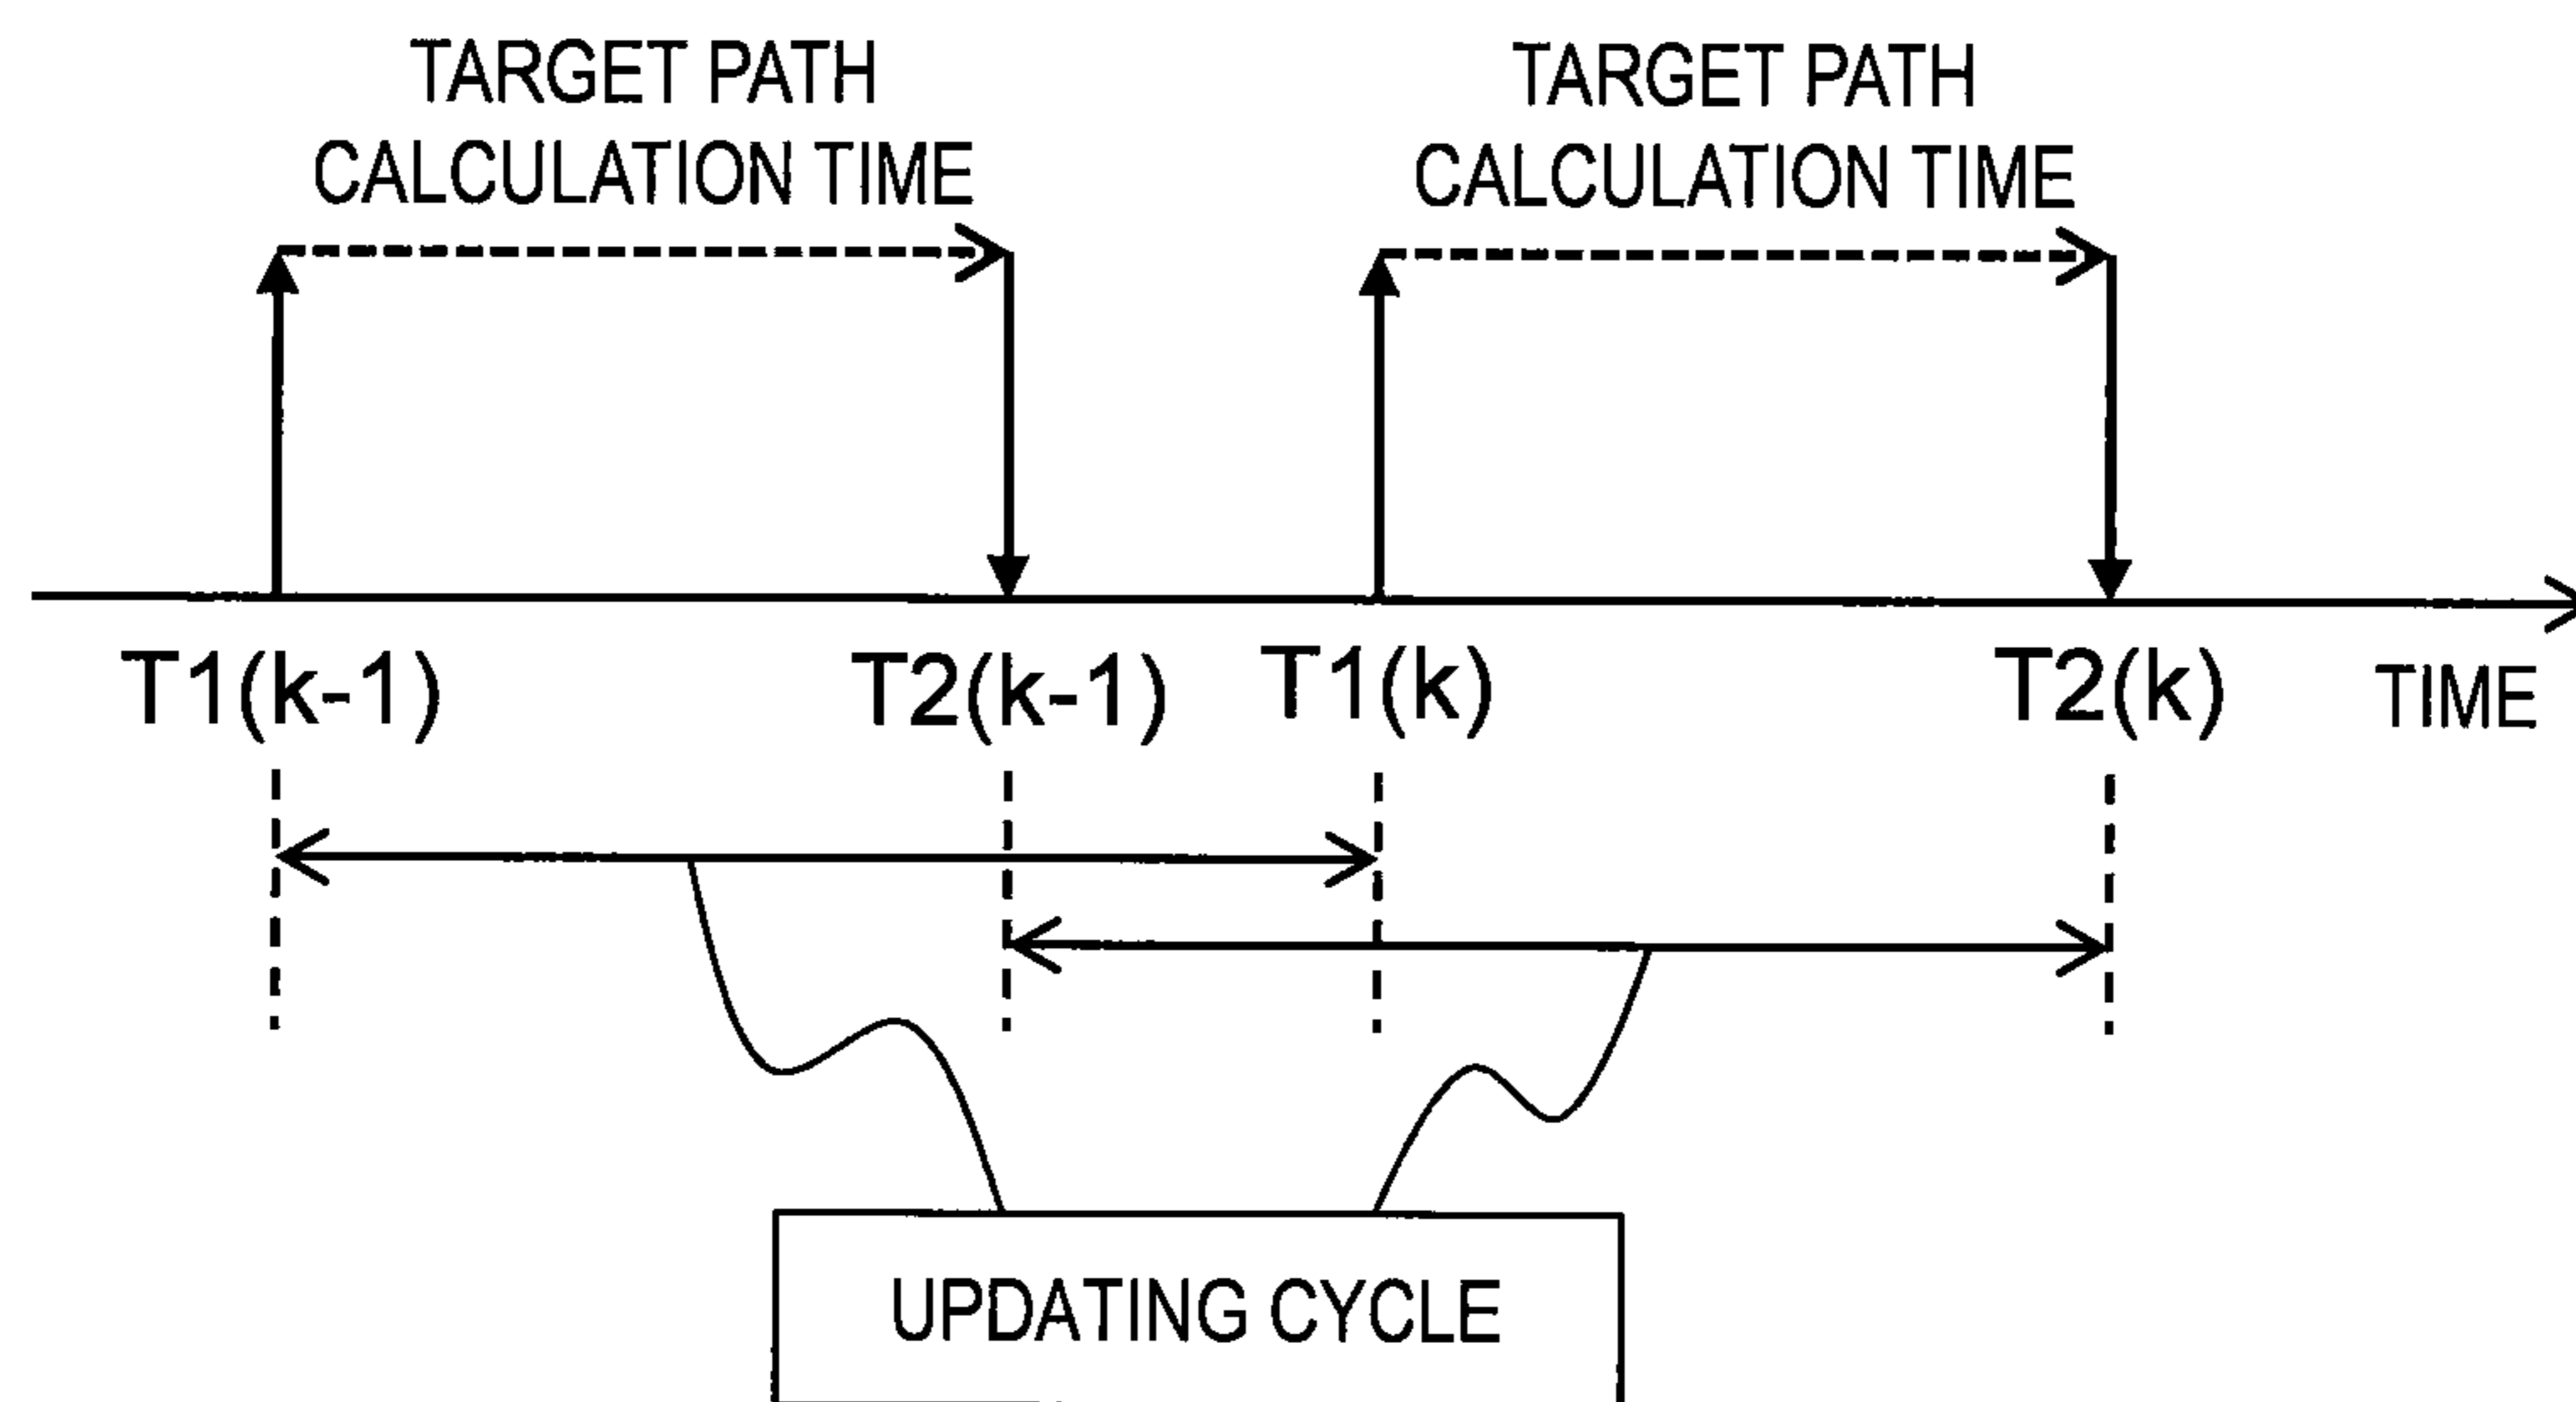 TARGET PATH
CALCULATION TIME
TARGET PATH
CALCULATION TIME
T1(k-1)
T2(k-1)
T1(k)
T2(k)
TIME
UPDATING CYCLE